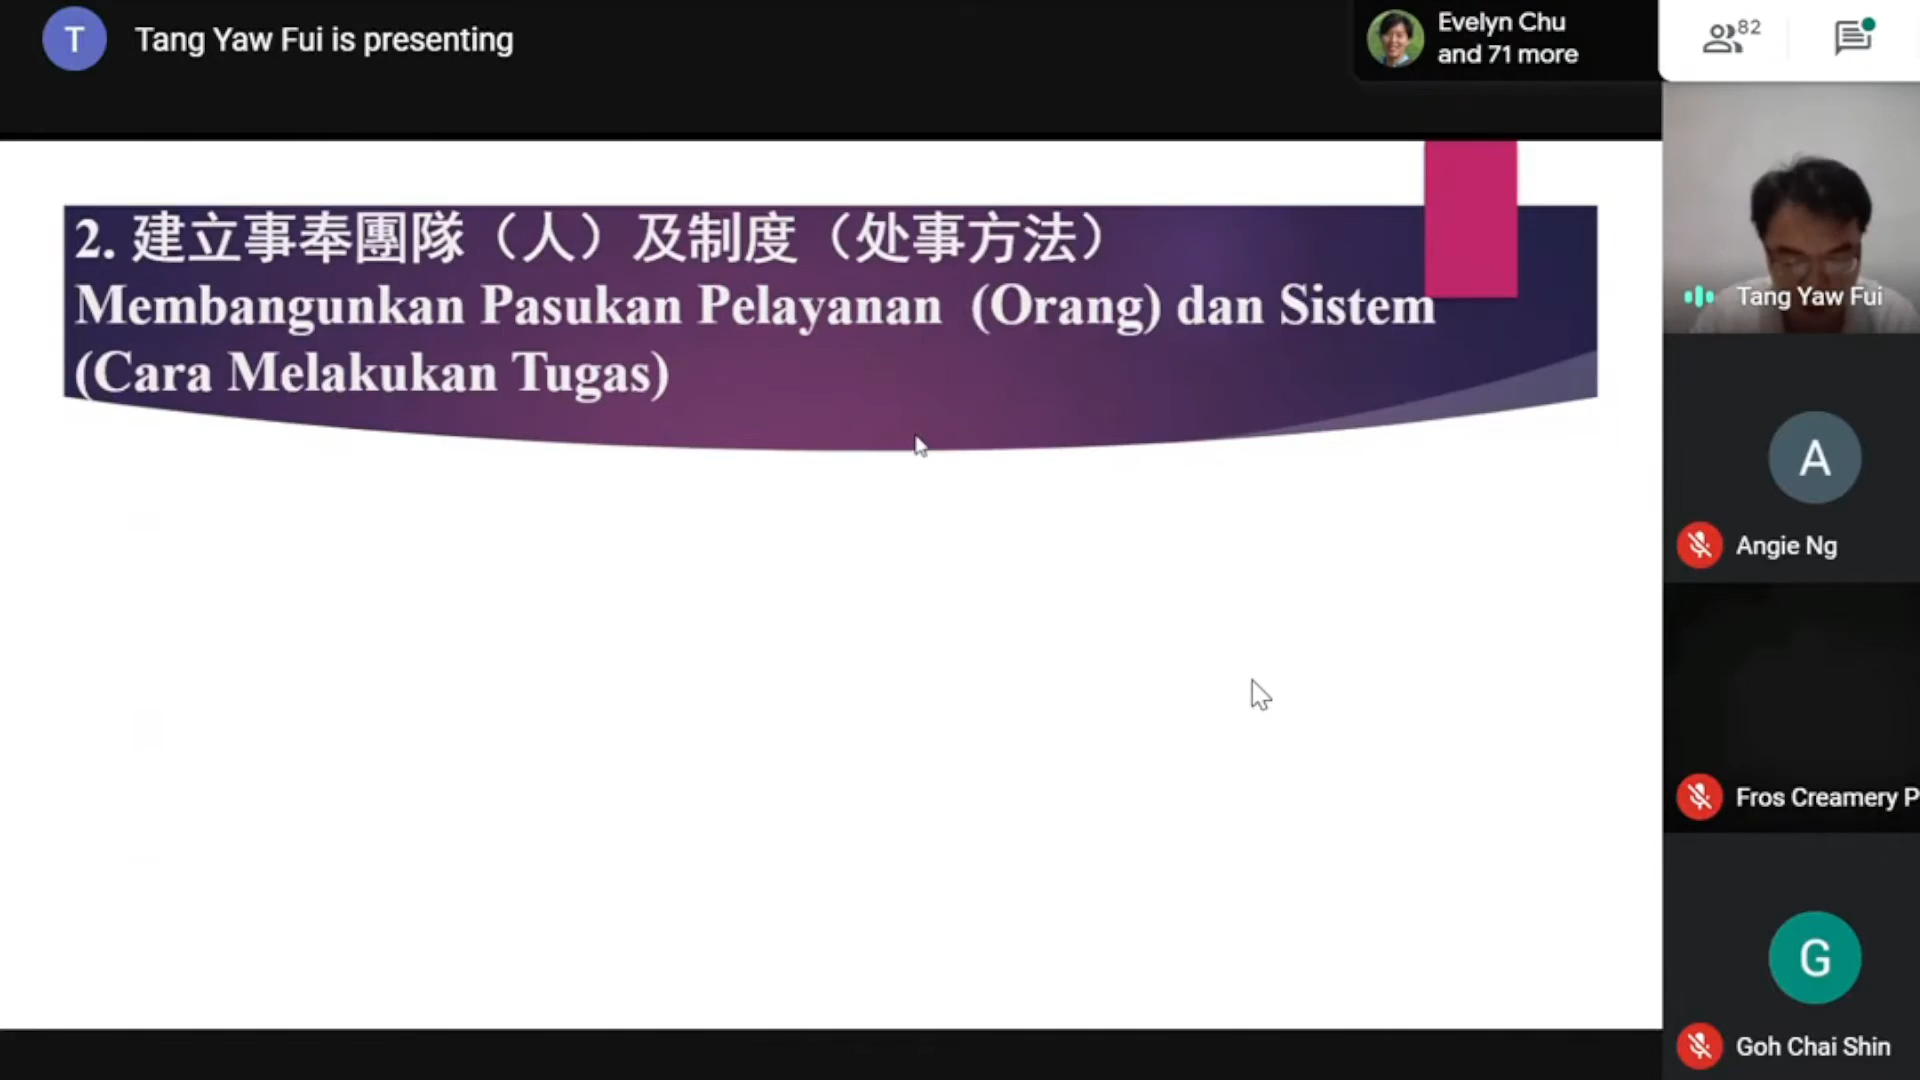 T
Tang Yaw Fui is presenting
Evelyn Chu
and 71 more
82
2. 建立事奉團隊（人）及制度（处事方法）
Membangunkan Pasukan Pelayanan (Orang) dan Sistem
(Cara Melakukan Tugas)
Tang Yaw Fui
A
Angie Ng
Fros Creamery P
G
Goh Chai Shin